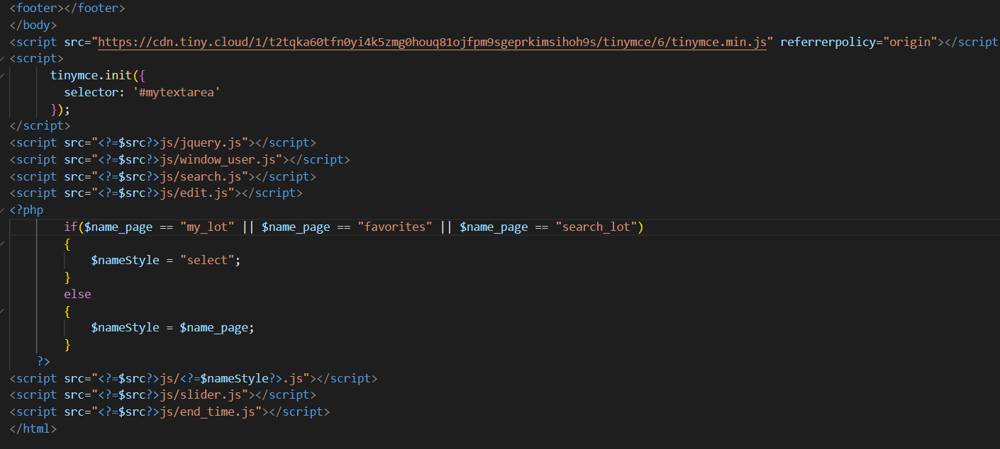 <footer></footer>
</body>
<script src="https://cdn.tiny.cloud/1/t2tqka60tfn0yi4k5zmg0houq81ojfpm9sgeprkimsihoh9s/tinymce/6/tinymce.min.js" referrerpolicy="origin"></script
<script>
tinymce.init({
selector: '#mytextarea'
});
</script>
<script src="<?=$src?>js/jquery.js"></script>
<script src="<?=$src?>js/window_user.js"></script>
<script src="<?=$src?>js/search.js"></script>
<script src="<?=$src?>js/edit.js"></script>
<?php
if($name_page == "my_lot" || $name_page == "favorites" || $name_page == "search_lot")
{
$nameStyle = "select";
}
else
{
$nameStyle = $name_page;
}
?>
<script src="<?=$src?>js/<?=$nameStyle?>.js"></script>
<script src="<?=$src?>js/slider.js"></script>
<script src="<?=$src?>js/end_time.js"></script>
</html>